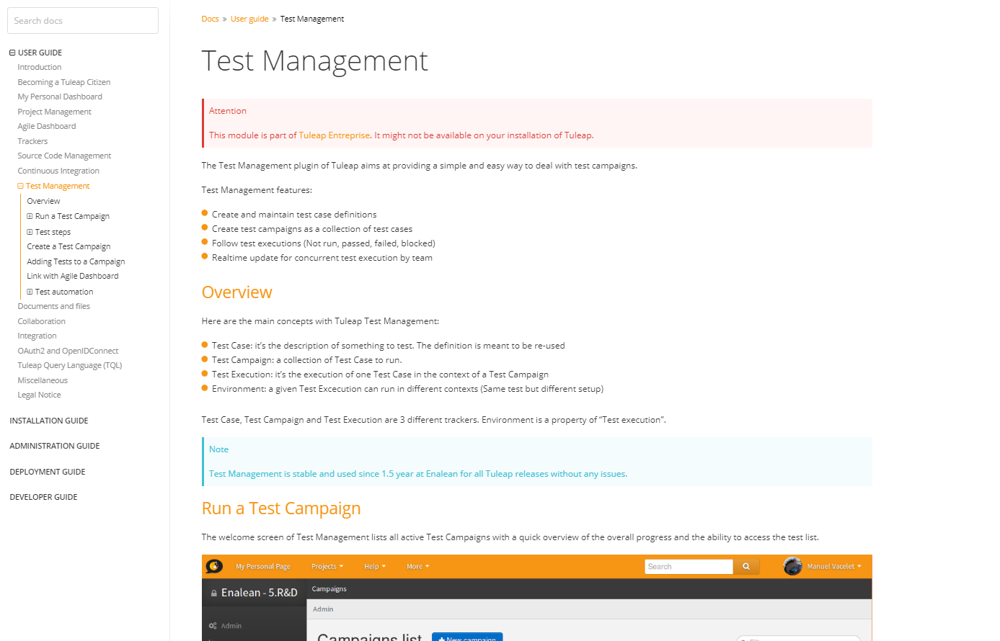 Search docs
USER GUIDE
Introduction
Becoming a Tuleap Citizen
My Personal Dashboard
Project Management
Agile Dashboard
Trackers
Source Code Management
Continuous Integration
Test Management
Overview
Run a Test Campaign
Test steps
Create a Test Campaign
Adding Tests to a Campaign
Link with Agile Dashboard
Test automation
Documents and files
Collaboration
Integration
OAuth2 and OpenIDConnect
Tuleap Query Language (TQL)
Miscellaneous
Legal Notice
INSTALLATION GUIDE
ADMINISTRATION GUIDE
DEPLOYMENT GUIDE
DEVELOPER GUIDE
Docs » User guide » Test Management
Test Management
Attention
This module is part of Tuleap Entreprise. It might not be available on your installation of Tuleap.
The Test Management plugin of Tuleap aims at providing a simple and easy way to deal with test campaigns.
Test Management features:
Create and maintain test case definitions
Create test campaigns as a collection of test cases
Follow test executions (Not run, passed, failed, blocked)
Realtime update for concurrent test execution by team
Overview
Here are the main concepts with Tuleap Test Management:
Test Case: it’s the description of something to test. The definition is meant to be re-used
Test Campaign: a collection of Test Case to run.
Test Execution: it’s the execution of one Test Case in the context of a Test Campaign
Environment: a given Test Excecution can run in different contexts (Same test but different setup)
Test Case, Test Campaign and Test Execution are 3 different trackers. Environment is a property of “Test execution”.
Note
Test Management is stable and used since 1.5 year at Enalean for all Tuleap releases without any issues.
Run a Test Campaign
The welcome screen of Test Management lists all active Test Campaigns with a quick overview of the overall progress and the ability to access the test list.
My Personal Page Projects Help More Search Manuel Vacelet
Enalean - 5.R&D
Campaigns
Admin
Admin
Campaigns list
New campaign